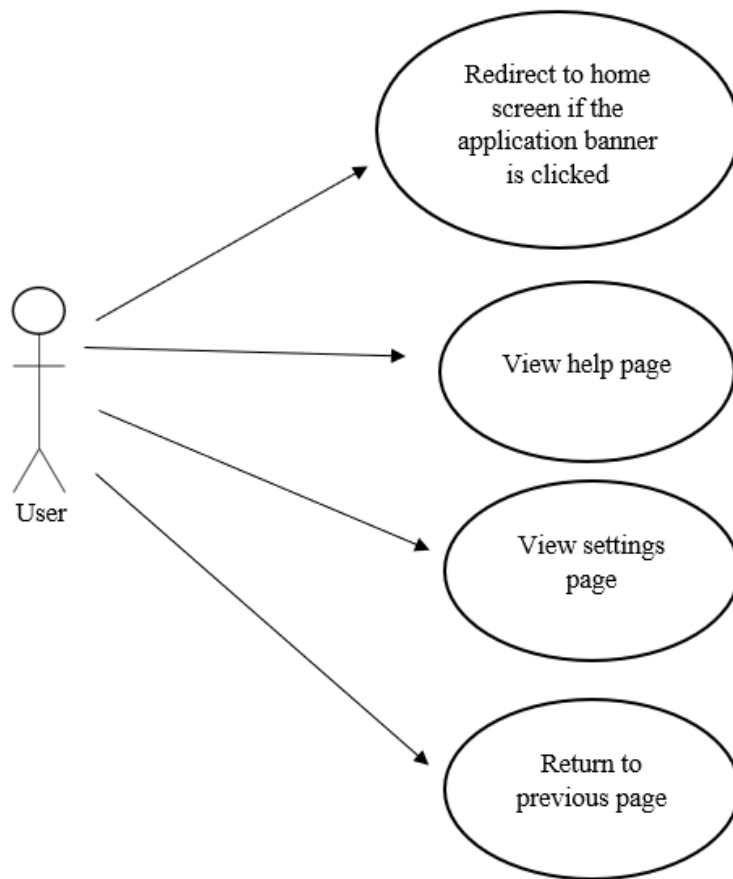 Redirect to home
screen if the
application banner
is clicked
View help page
User
View settings
page
Return to
previous page